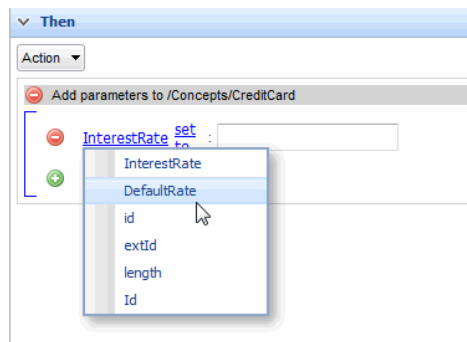 Then
Action
Add parameters to /Concepts/CreditCard
InterestRate set to :
InterestRate
DefaultRate
id
extId
length
Id